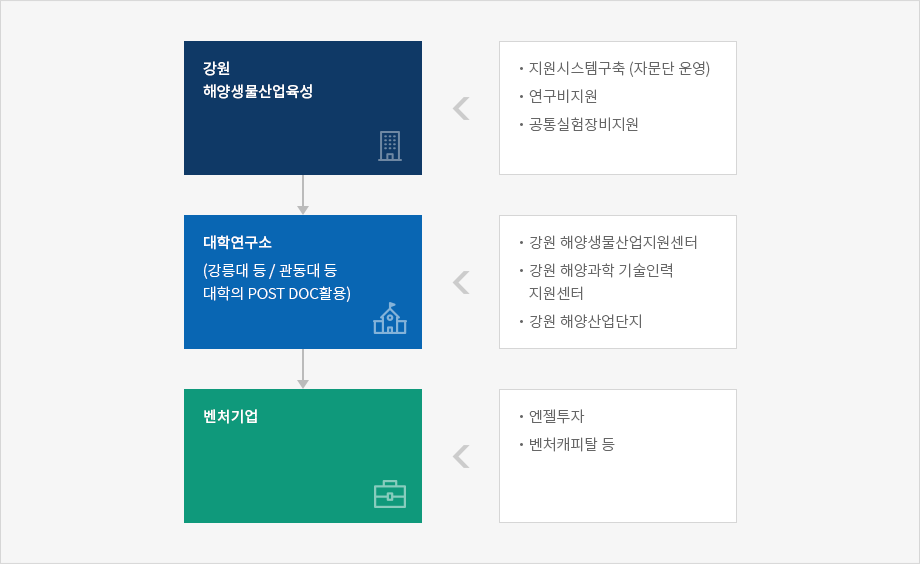 강원
해양생물산업육성
· 지원시스템구축 (자문단 운영)
· 연구비지원
· 공통실험장비지원
대학연구소
(강릉대 등 / 관동대 등
대학의 POST DOC활용)
· 강원 해양생물산업지원센터
· 강원 해양과학 기술인력
지원센터
· 강원 해양산업단지
벤처기업
· 엔젤투자
· 벤처캐피탈 등